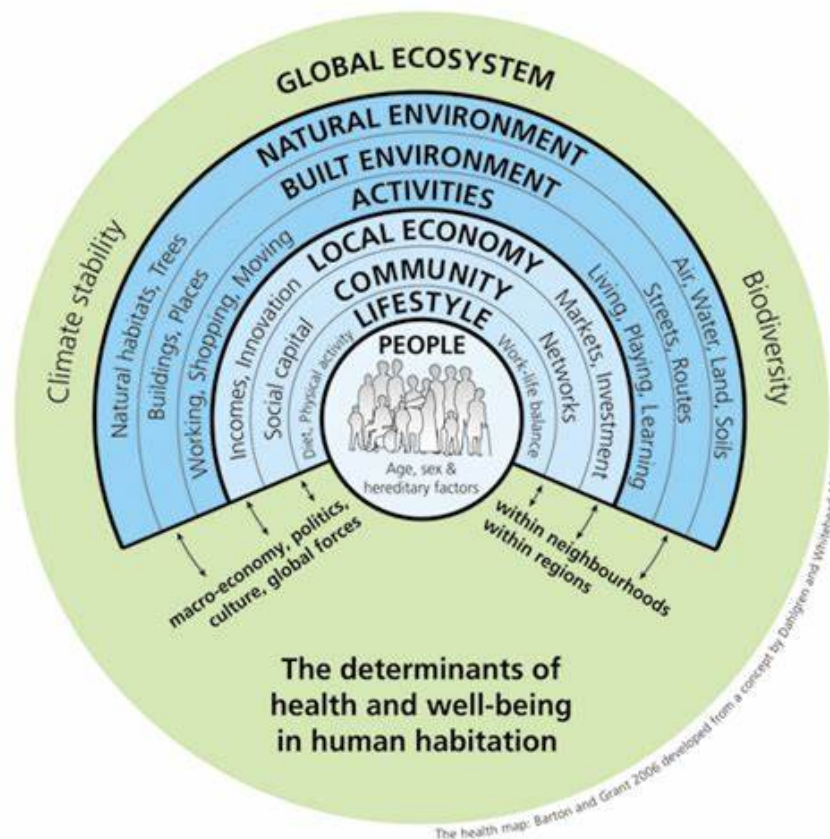 GLOBAL ECOSYSTEM
NATURAL ENVIRONMENT
BUILT ENVIRONMENT
ACTIVITIES
LOCAL ECONOMY
COMMUNITY
LIFESTYLE
PEOPLE
Age, sex &
hereditary factors
Climate stability
Natural habitats, Trees
Buildings, Places
Working, Shopping, Moving
Incomes, Innovation
Social capital
Diet, Physical activity
Work-life balance
Networks
Markets, Investment
Living, Playing, Learning
Streets, Routes
Air, Water, Land, Soils
Biodiversity
macro-economy, politics,
culture, global forces
within neighbourhoods
within regions
The determinants of
health and well-being
in human habitation
The health map: Barton and Grant 2006 developed from a concept by Dahlgren and